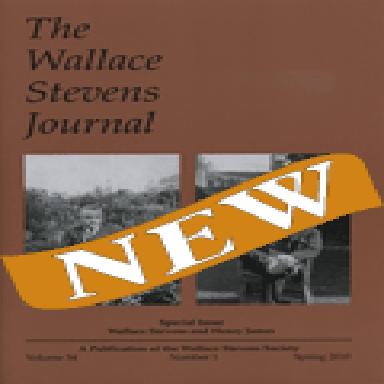 The
Wallace
Stevens
Journal
NEW
Special Issue:
Wallace Stevens and Henry James
A Publication of the Wallace Stevens Society
Volume 34 Number 1 Spring 2010